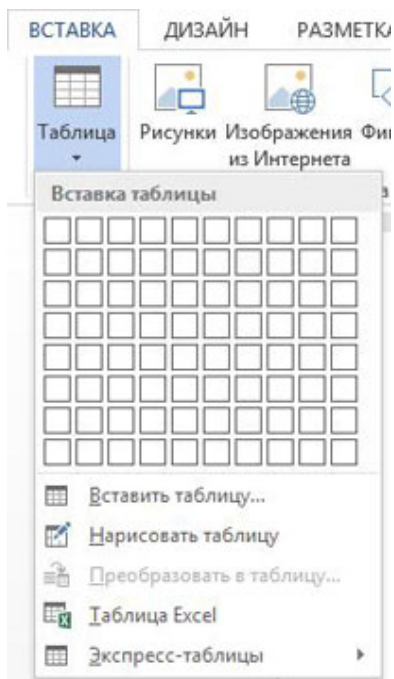 ВСТАВКА ДИЗАЙН РАЗМЕТКА
Таблица Рисунки Изображения
из Интернета
Вставка таблицы
Вставить таблицу...
Нарисовать таблицу
Преобразовать в таблицу...
Таблица Excel
Экспресс-таблицы